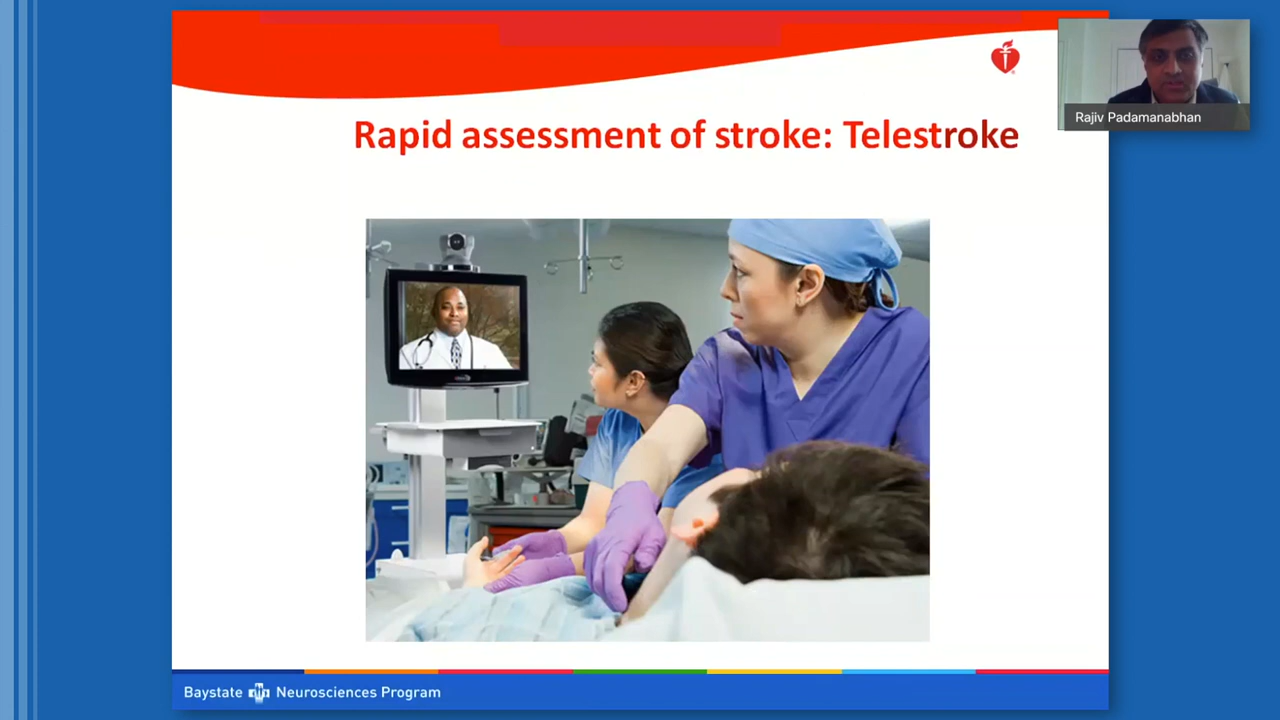 Rajiv Padamanabhan
Rapid assessment of stroke: Telestroke
Baystate Neurosciences Program